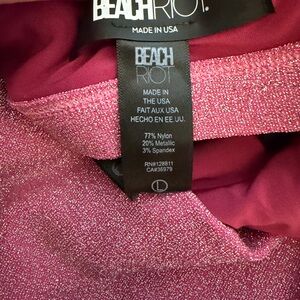 BEACH RIOT.
MADE IN USA
BEACH
RIOT
MADE IN
THE USA
FAIT AUX USA
HECHO EN EE. UU.
77% Nylon
20% Metallic
3% Spandex
RN#128811
CA#36979
L